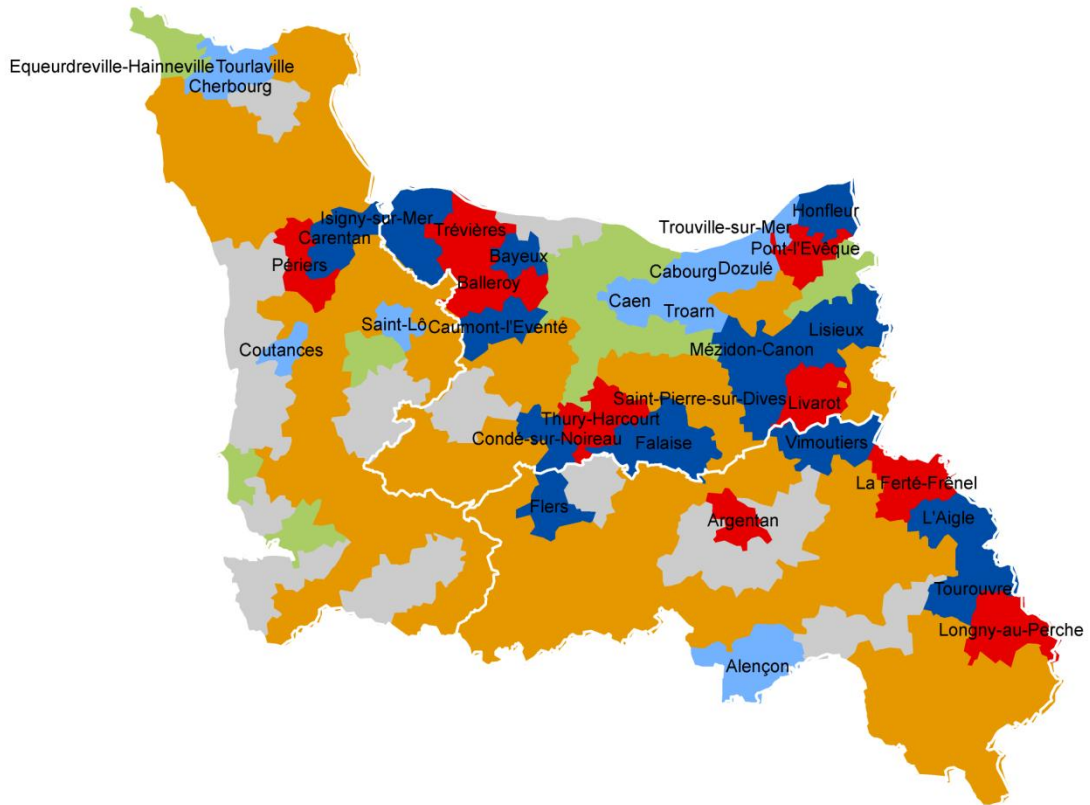 Equeurdreville-Hainneville
Tourlaville
Cherbourg
Isigny-sur-Mer
Carentan
Périers
Trévières
Bayeux
Balleroy
Caumont-l'Eventé
Saint-Lô
Coutances
Honfleur
Trouville-sur-Mer
Pont-l'Evêque
Cabourg
Dozulé
Caen
Troarn
Lisieux
Mézidon-Canon
Saint-Pierre-sur-Dives
Livarot
Thury-Harcourt
Condé-sur-Noireau
Falaise
Vimoutiers
La Ferté-Frênel
L'Aigle
Flers
Argentan
Tourouvre
Longny-au-Perche
Alençon